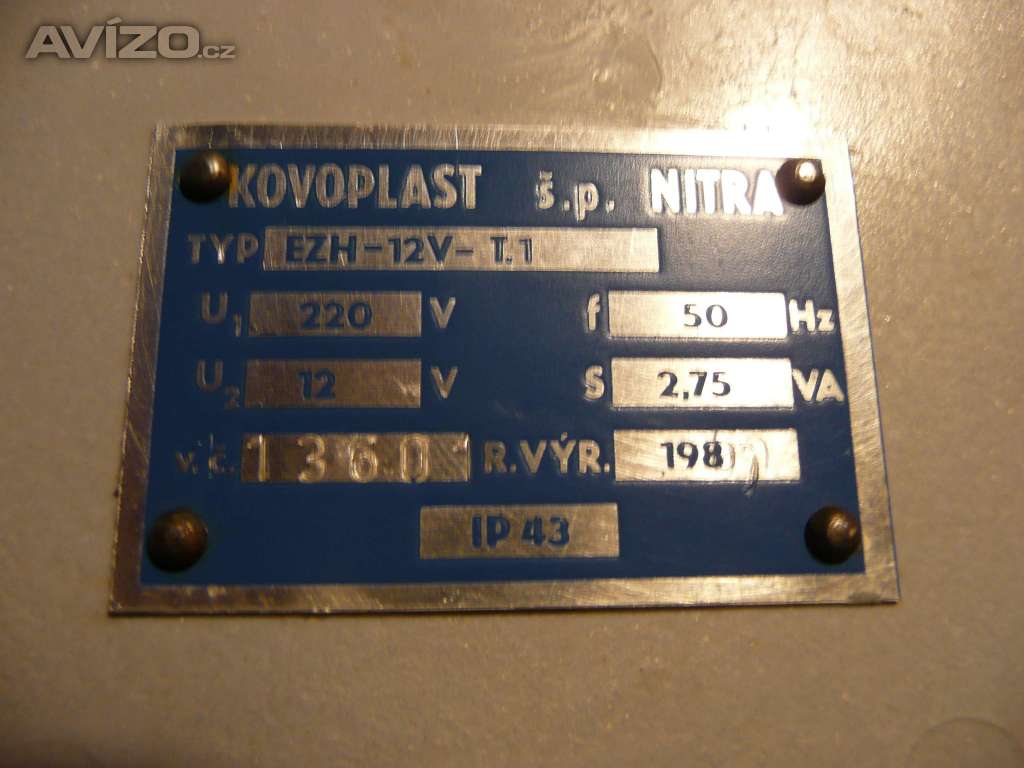 AVÍZO.cz
KOVOPLAST š.p. NITRA
TYP EZH-12V-T.1
U1 220 V f 50 Hz
U2 12 V S 2,75 VA
v.č. 13601 R.VÝR.
IP 43